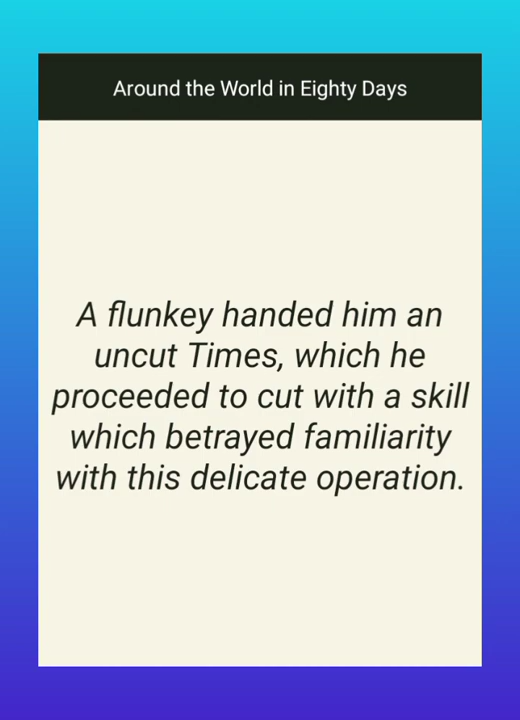 Around the World in Eighty Days
A flunkey handed him an
uncut Times, which he
proceeded to cut with a skill
which betrayed familiarity
with this delicate operation.